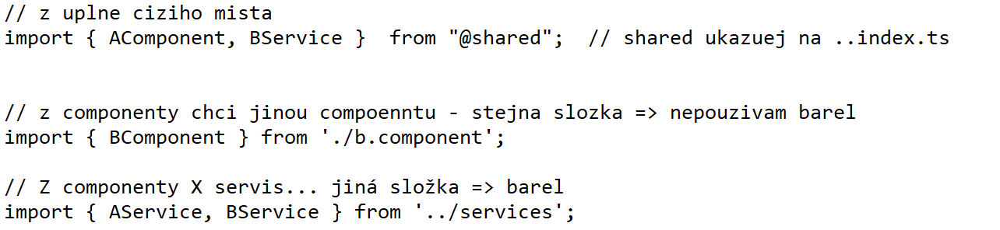 // z uplne ciziho mista
import { AComponent, BService }  from "@shared";  // shared ukazuej na ..index.ts
// z componenty chci jinou compoenntu - stejna slozka => nepouzivam barel
import { BComponent } from './b.component';
// Z componenty X servis... jiná složka => barel
import { AService, BService } from '../services';